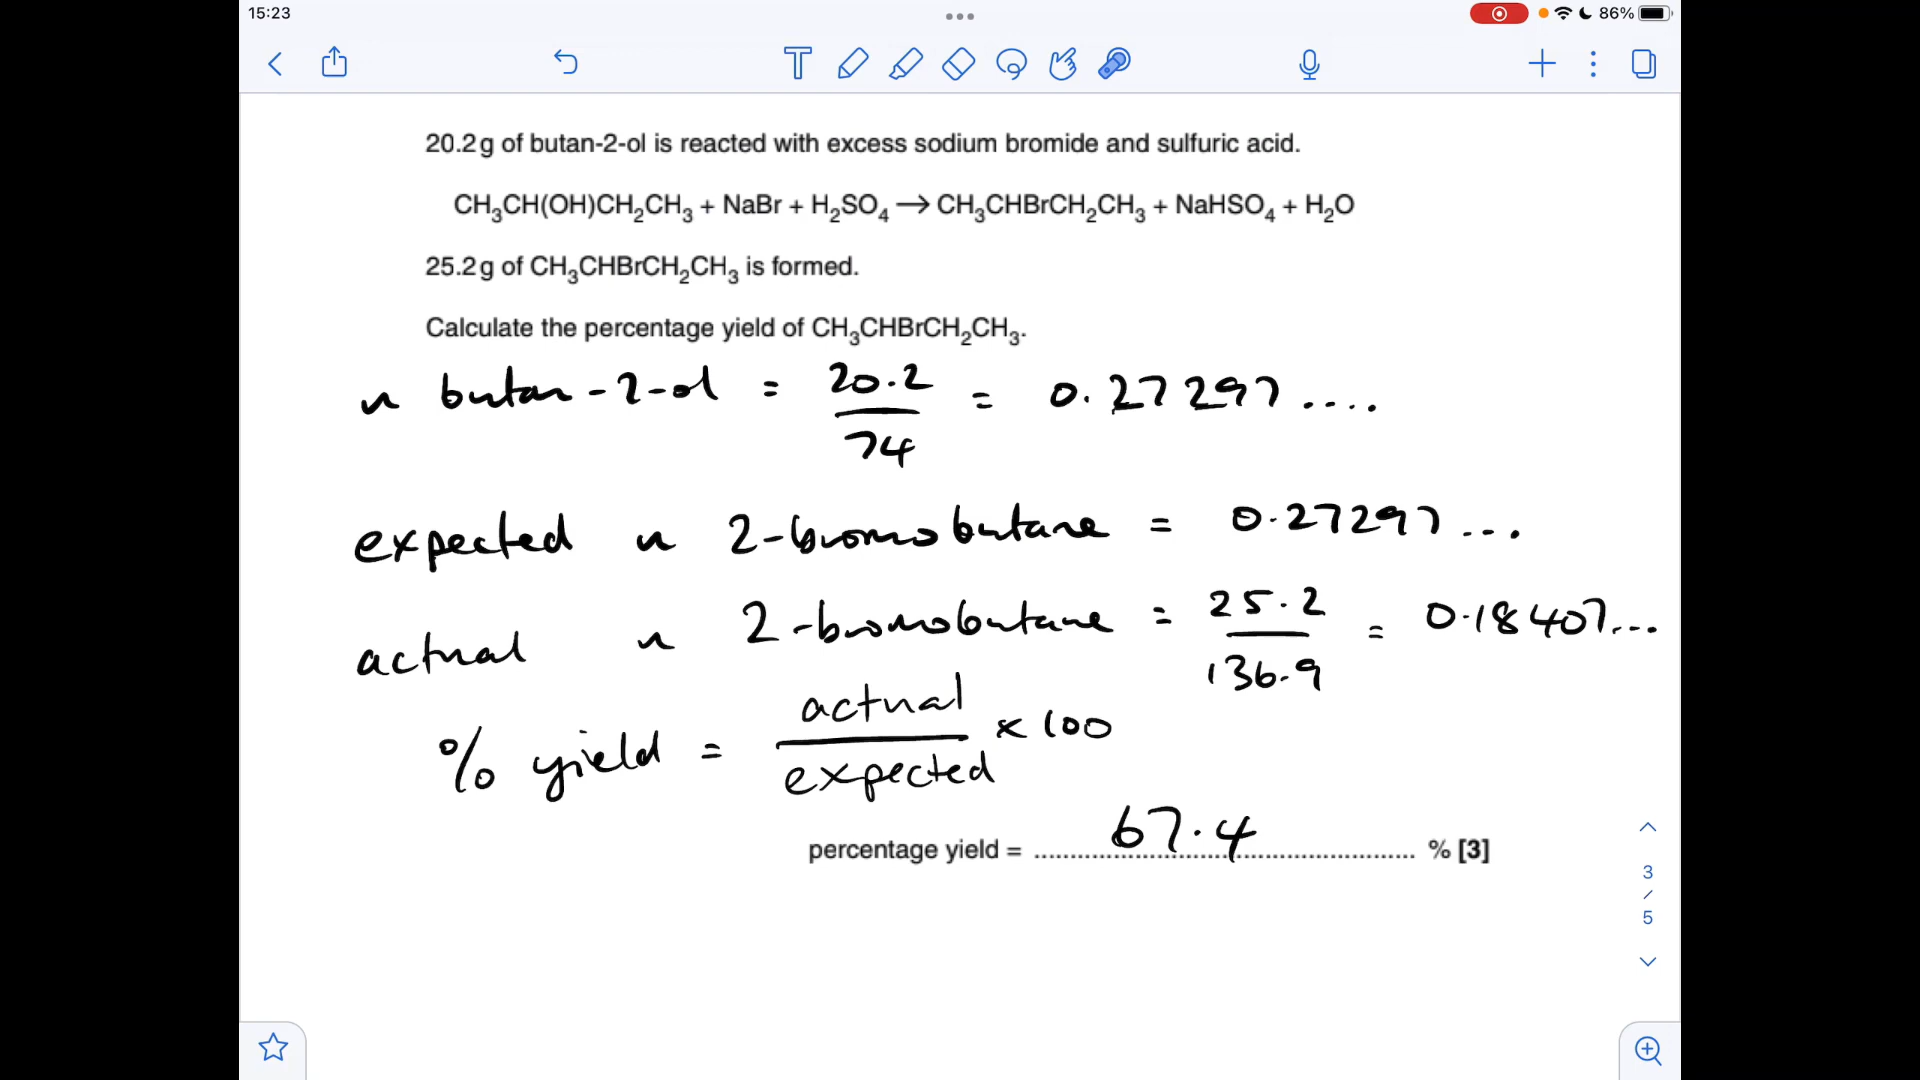 15:23
86%
20.2 g of butan-2-ol is reacted with excess sodium bromide and sulfuric acid.
CH₃CH(OH)CH₂CH₃ + NaBr + H₂SO₄ → CH₃CHBrCH₂CH₃ + NaHSO₄ + H₂O
25.2 g of CH₃CHBrCH₂CH₃ is formed.
Calculate the percentage yield of CH₃CHBrCH₂CH₃.
n butan-2-ol = 20.2 / 74 = 0.27297....
expected n 2-bromobutane = 0.27297...
actual n 2-bromobutane = 25.2 / 136.9 = 0.18407...
% yield = actual / expected × 100
percentage yield = 67.4 % [3]
3 / 5